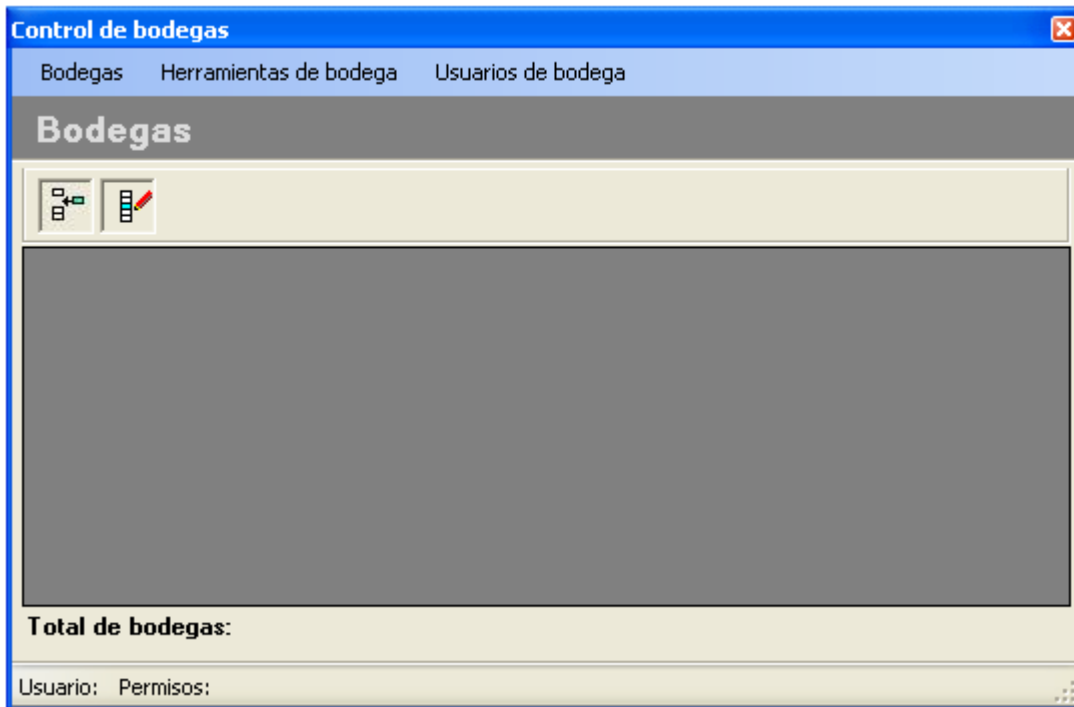 Control de bodegas
Bodegas Herramientas de bodega Usuarios de bodega
Bodegas
Total de bodegas:
Usuario: Permisos: